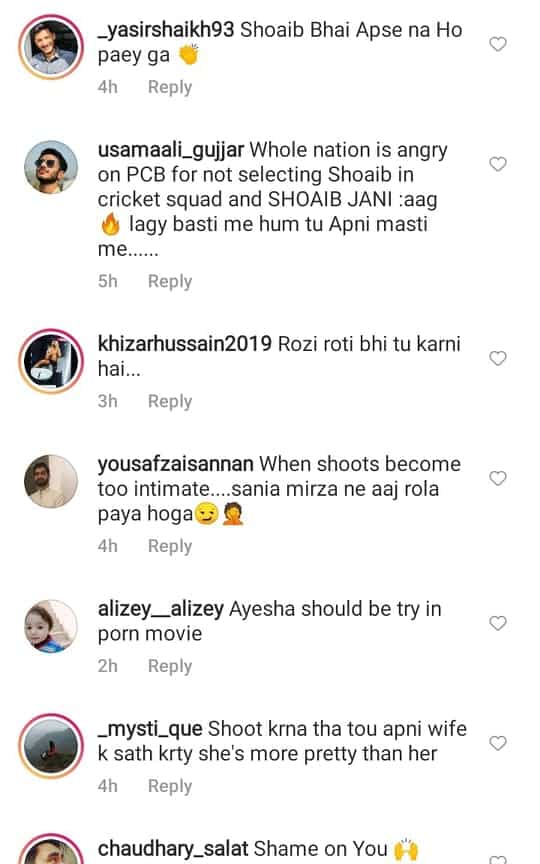 _yasirshaikh93 Shoaib Bhai Apse na Ho
paey ga 👏
4h Reply
usamaali_gujjar Whole nation is angry
on PCB for not selecting Shoaib in
cricket squad and SHOAIB JANI :aag
🔥 lagy basti me hum tu Apni masti
me......
5h Reply
khizarhussain2019 Rozi roti bhi tu karni
hai...
3h Reply
yousafzaisannan When shoots become
too intimate....sania mirza ne aaj rola
paya hoga😏🤦
4h Reply
alizey__alizey Ayesha should be try in
porn movie
2h Reply
_mysti_que Shoot krna tha tou apni wife
k sath krty she's more pretty than her
4h Reply
chaudhary_salat Shame on You 🙌